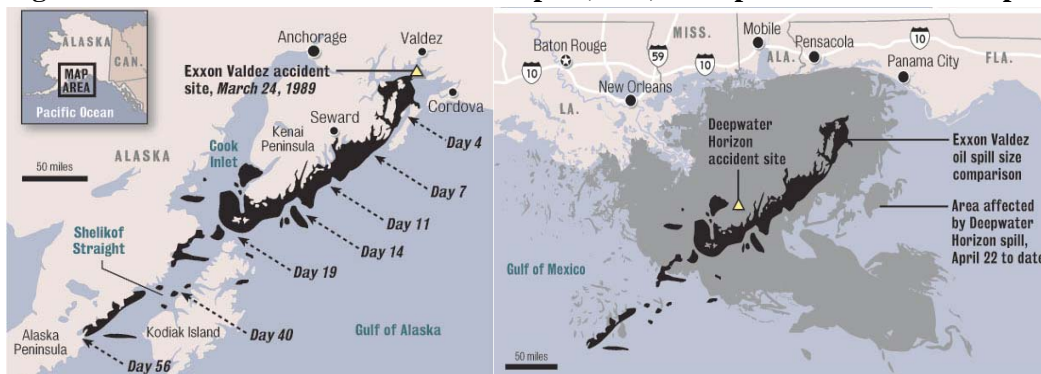 ALASKA
CAN.
MAP
AREA
Pacific Ocean
Anchorage
Valdez
Exxon Valdez accident
site, March 24, 1989
Cordova
Seward
Kenai
Peninsula
Day 4
Cook
Inlet
50 miles
ALASKA
Day 7
Day 11
Day 14
Shelikof
Straight
Day 19
Day 40
Kodiak Island
Gulf of Alaska
Alaska
Peninsula
Day 56
MISS.
Mobile
10
Pensacola
10
Baton Rouge
59
10
ALA.
Panama City
FLA.
10
New Orleans
LA.
Deepwater
Horizon
accident site
Exxon Valdez
oil spill size
comparison
Area affected
by Deepwater
Horizon spill,
April 22 to date
Gulf of Mexico
50 miles